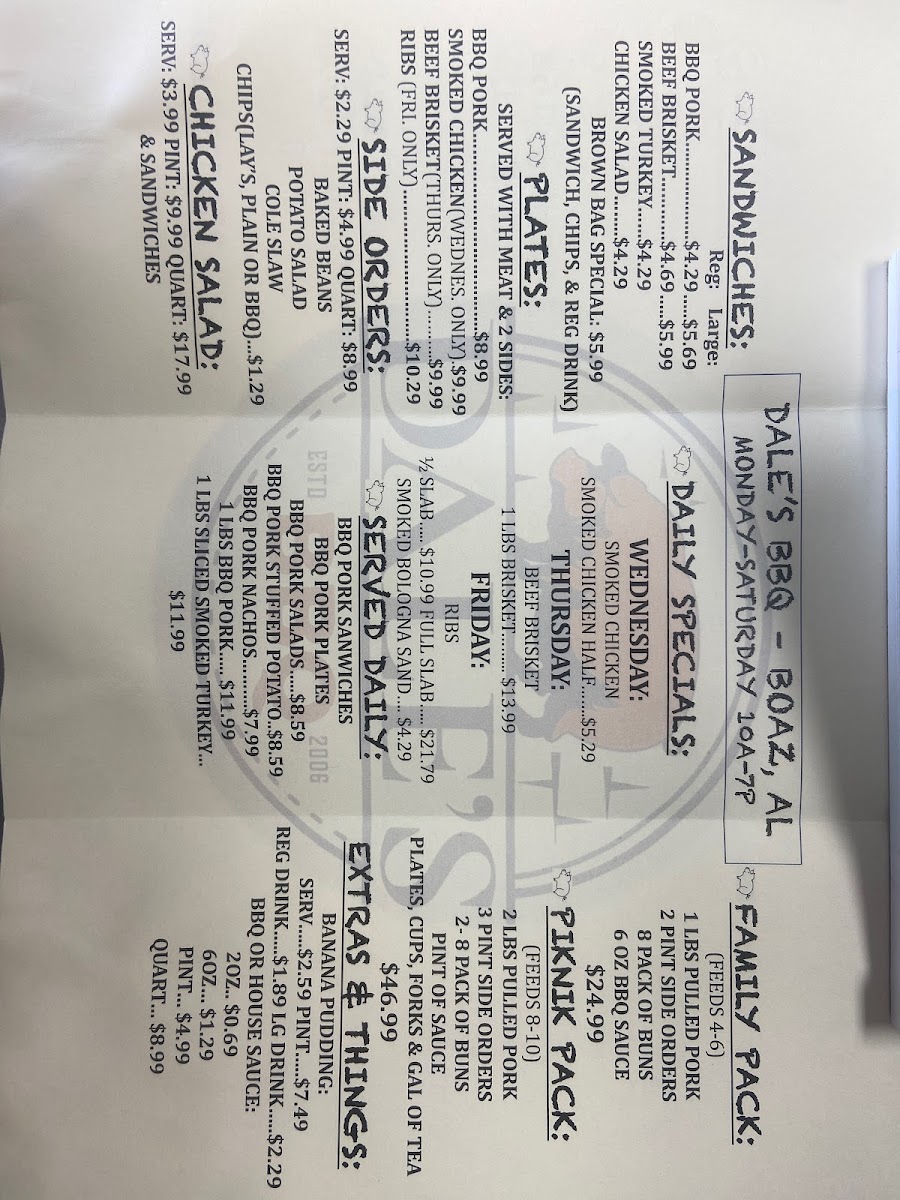 DALE'S BBQ - BOAZ, AL
MONDAY-SATURDAY 10A-7P
SANDWICHES:
Reg: Large:
BBQ PORK................$4.29 .....$5.69
BEEF BRISKET..........$4.69 .....$5.99
SMOKED TURKEY.....$4.29
CHICKEN SALAD.......$4.29
BROWN BAG SPECIAL: $5.99
(SANDWICH, CHIPS, & REG DRINK)
PLATES:
SERVED WITH MEAT & 2 SIDES:
BBQ PORK......................................$8.99
SMOKED CHICKEN(WEDNES. ONLY).$9.99
BEEF BRISKET(THURS. ONLY).........$9.99
RIBS (FRI. ONLY)............................$10.29
SIDE ORDERS:
SERV: $2.29 PINT: $4.99 QUART: $8.99
BAKED BEANS
POTATO SALAD
COLE SLAW
CHIPS(LAY'S, PLAIN OR BBQ)...$1.29
CHICKEN SALAD:
SERV: $3.99 PINT: $9.99 QUART: $17.99
& SANDWICHES
DAILY SPECIALS:
WEDNESDAY:
SMOKED CHICKEN
SMOKED CHICKEN HALF......$5.29
THURSDAY:
BEEF BRISKET
1 LBS BRISKET....... $13.99
FRIDAY:
RIBS
½ SLAB..... $10.99 FULL SLAB..... $21.79
SMOKED BOLOGNA SAND.... $4.29
SERVED DAILY:
BBQ PORK SANWICHES
BBQ PORK PLATES
BBQ PORK SALADS.....$8.59
BBQ PORK STUFFED POTATO..$8.59
BBQ PORK NACHOS.........$7.99
1 LBS BBQ PORK......$11.99
1 LBS SLICED SMOKED TURKEY...
$11.99
FAMILY PACK:
(FEEDS 4-6)
1 LBS PULLED PORK
2 PINT SIDE ORDERS
8 PACK OF BUNS
6 OZ BBQ SAUCE
$24.99
PIKNIK PACK:
(FEEDS 8-10)
2 LBS PULLED PORK
3 PINT SIDE ORDERS
2- 8 PACK OF BUNS
PINT OF SAUCE
PLATES, CUPS, FORKS & GAL OF TEA
$46.99
EXTRAS & THINGS:
BANANA PUDDING:
SERV.....$2.59 PINT.....$7.49
REG DRINK......$1.89 LG DRINK.....$2.29
BBQ OR HOUSE SAUCE:
2OZ... $0.69
6OZ... $1.29
PINT... $4.99
QUART... $8.99
DALE'S
ESTD 2006